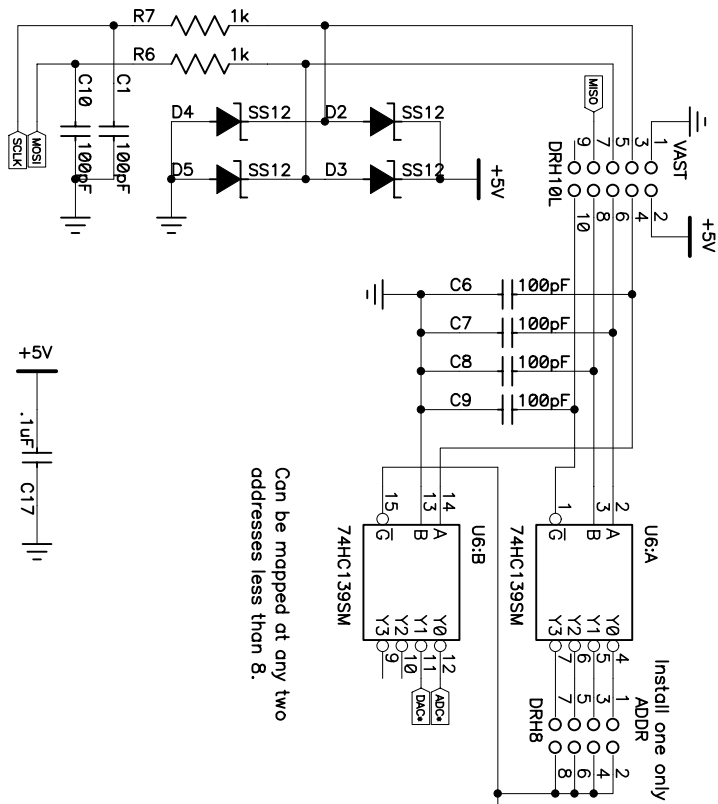 R7 1k
R6 1k
C10
C1
100pF
100pF
SCLK
MOSI
D4 SS12 D2 SS12
D5 SS12 D3 SS12
+5V
MISO
VAST
DRH10L
1
3
5
7
9
2
4
6
8
10
+5V
C6 100pF
C7 100pF
C8 100pF
C9 100pF
+5V
.1uF
C17
Can be mapped at any two
addresses less than 8.
U6:B
74HC139SM
14
13
15
A
B
G
Y0
Y1
Y2
Y3
12
11
10
9
ADC*
DAC*
U6:A
74HC139SM
2
3
1
A
B
G
Y0
Y1
Y2
Y3
4
5
6
7
Install one only
ADDR
DRH8
1
3
5
7
2
4
6
8